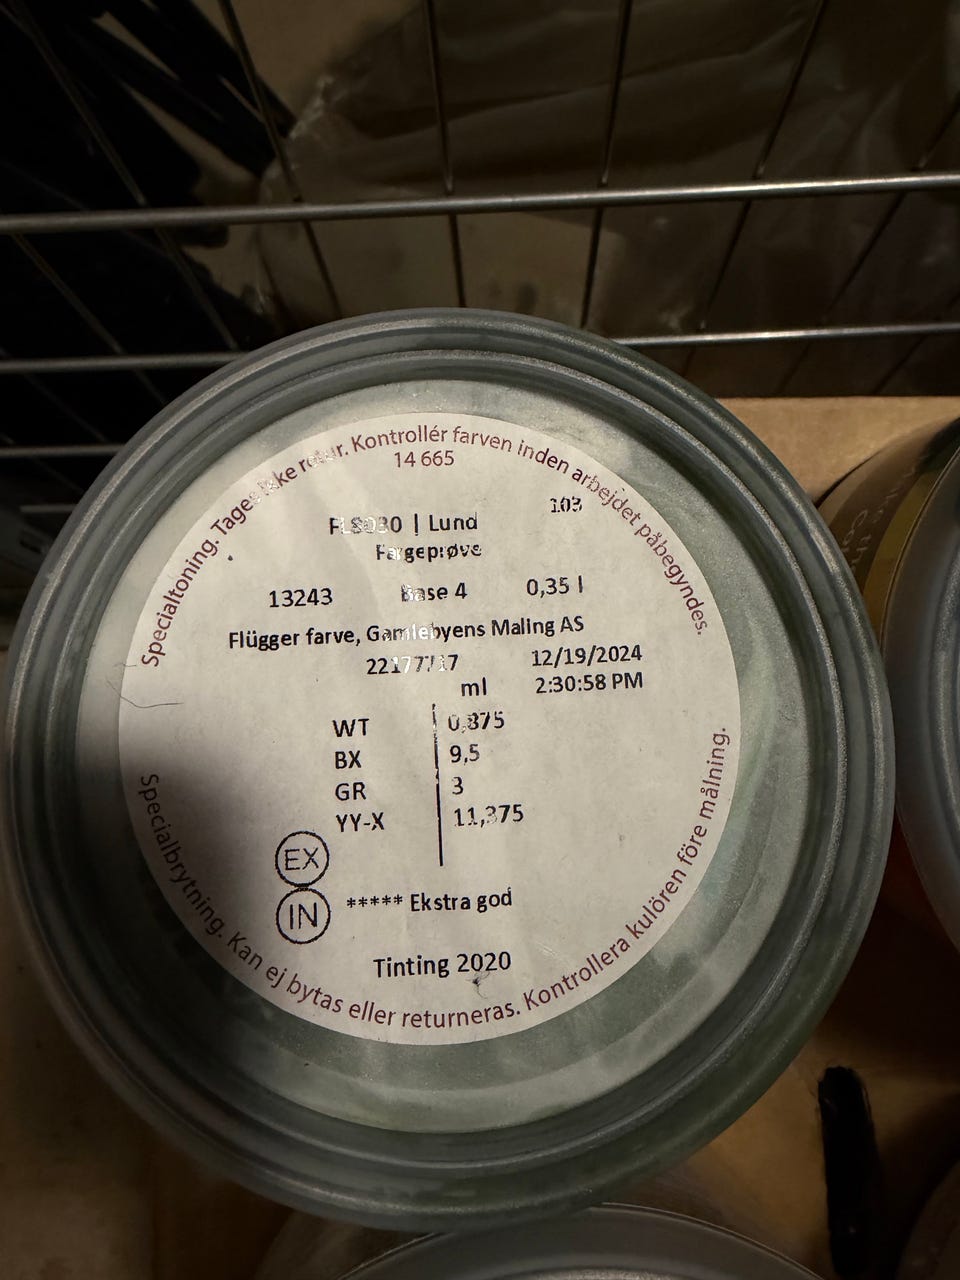 Specialtoning. Tages ikke retur. Kontrollér farven inden arbejdet påbegyndes.
14 665
103
| Lund
Fargeprøve
13243 Base 4 0,35 l
Flügger farve, Gamlebyens Maling AS
12/19/2024
ml 2:30:58 PM
WT 0,875
BX 9,5
GR 3
YY-X 11,375
EX
IN ***** Ekstra god
Tinting 2020
Specialbrytning. Kan ej bytas eller returneras. Kontrollera kulören före målning.